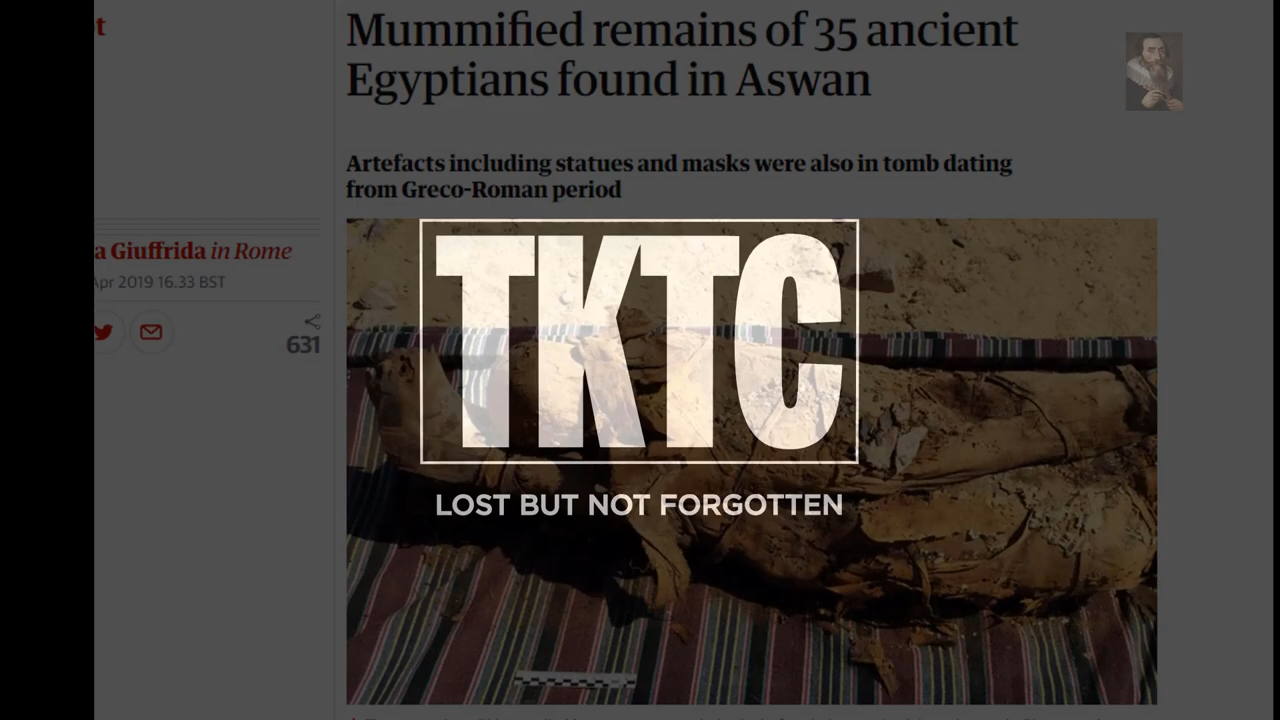 t
Mummified remains of 35 ancient
Egyptians found in Aswan
Artefacts including statues and masks were also in tomb dating
from Greco-Roman period
a Giuffrida in Rome
Apr 2019 16.33 BST
631
TKTC
LOST BUT NOT FORGOTTEN